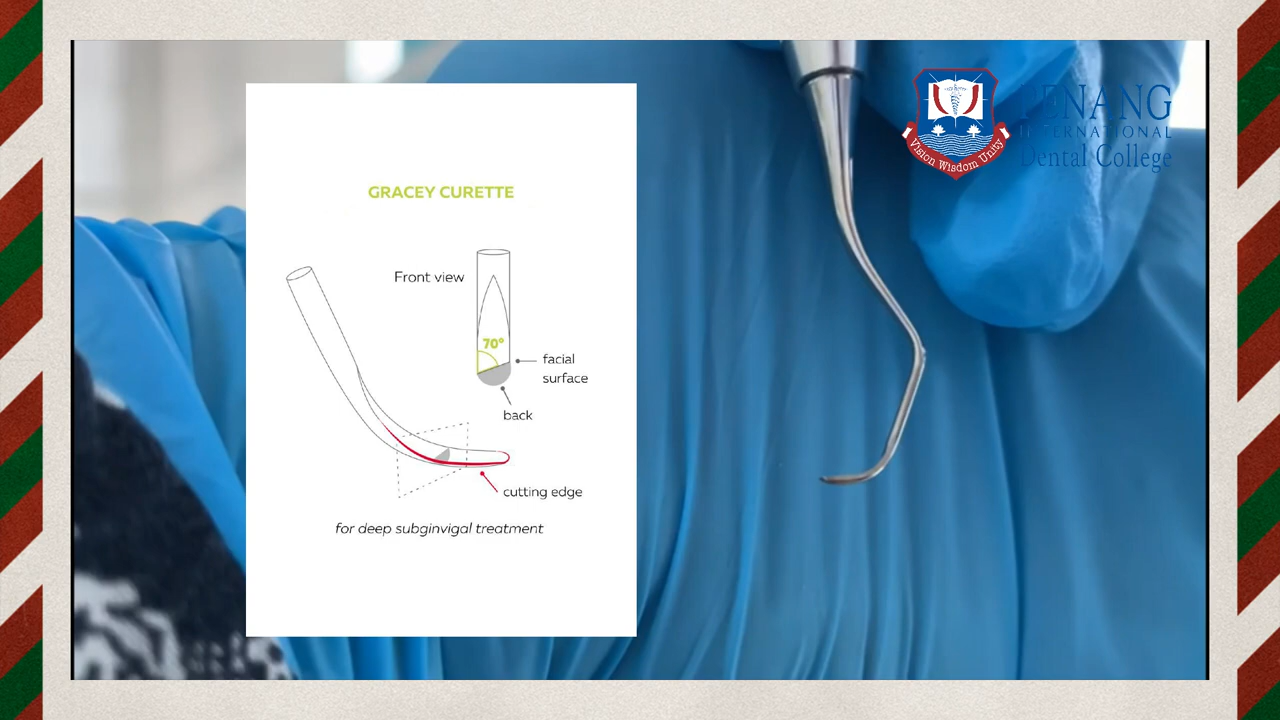 GRACEY CURETTE
Front view
70°
facial
surface
back
cutting edge
for deep subginvigal treatment
Vision Wisdom Unity
PENANG
INTERNATIONAL
Dental College